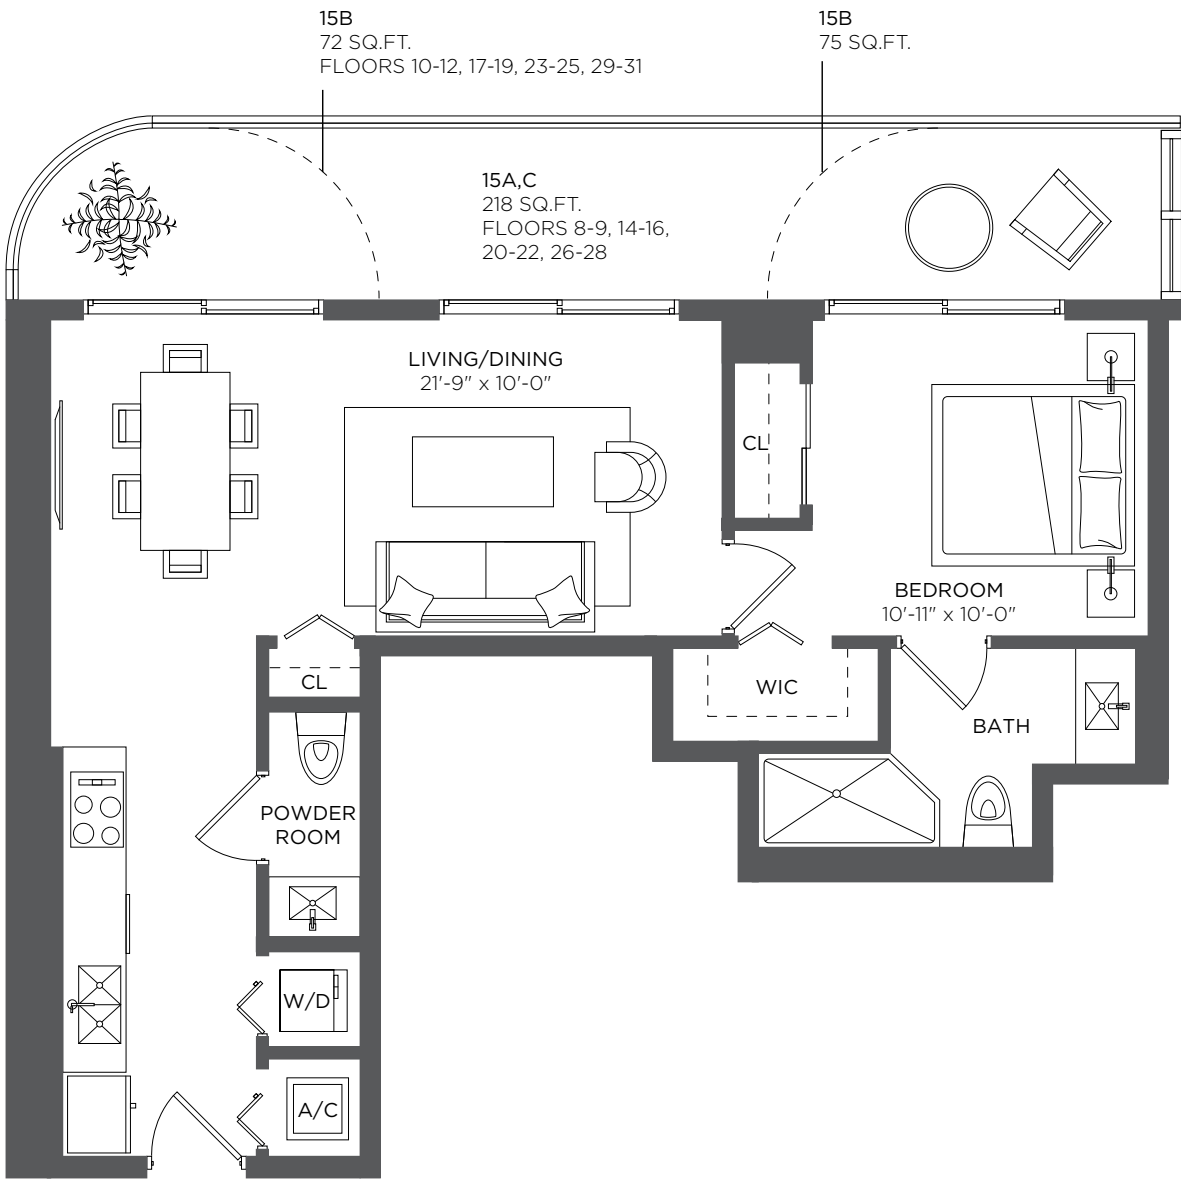 15B
72 SQ.FT.
FLOORS 10-12, 17-19, 23-25, 29-31
15B
75 SQ.FT.
15A,C
218 SQ.FT.
FLOORS 8-9, 14-16,
20-22, 26-28
LIVING/DINING
21'-9" x 10'-0"
CL
BEDROOM
10'-11" x 10'-0"
CL
WIC
BATH
POWDER
ROOM
W/D
A/C